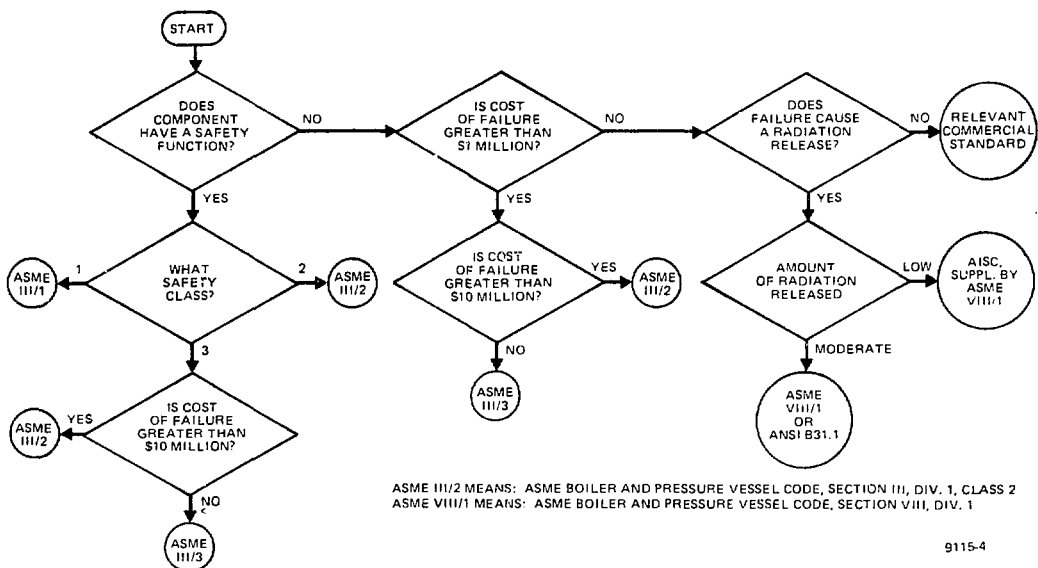 START
DOES
COMPONENT
HAVE A SAFETY
FUNCTION?
NO
IS COST
OF FAILURE
GREATER THAN
$1 MILLION?
NO
DOES
FAILURE CAUSE
A RADIATION
RELEASE?
NO
RELEVANT
COMMERCIAL
STANDARD
YES
YES
YES
ASME
III/1
1
WHAT
SAFETY
CLASS?
2
ASME
III/2
IS COST
OF FAILURE
GREATER THAN
$10 MILLION?
YES
ASME
III/2
AMOUNT
OF RADIATION
RELEASED
LOW
AISC,
SUPPL. BY
ASME
VIII/1
3
NO
MODERATE
ASME
III/2
YES
IS COST
OF FAILURE
GREATER THAN
$10 MILLION?
ASME
III/3
ASME
VIII/1
OR
ANSI B31.1
NO
ASME
III/3
ASME III/2 MEANS: ASME BOILER AND PRESSURE VESSEL CODE, SECTION III, DIV. 1, CLASS 2
ASME VIII/1 MEANS: ASME BOILER AND PRESSURE VESSEL CODE, SECTION VIII, DIV. 1
9115-4